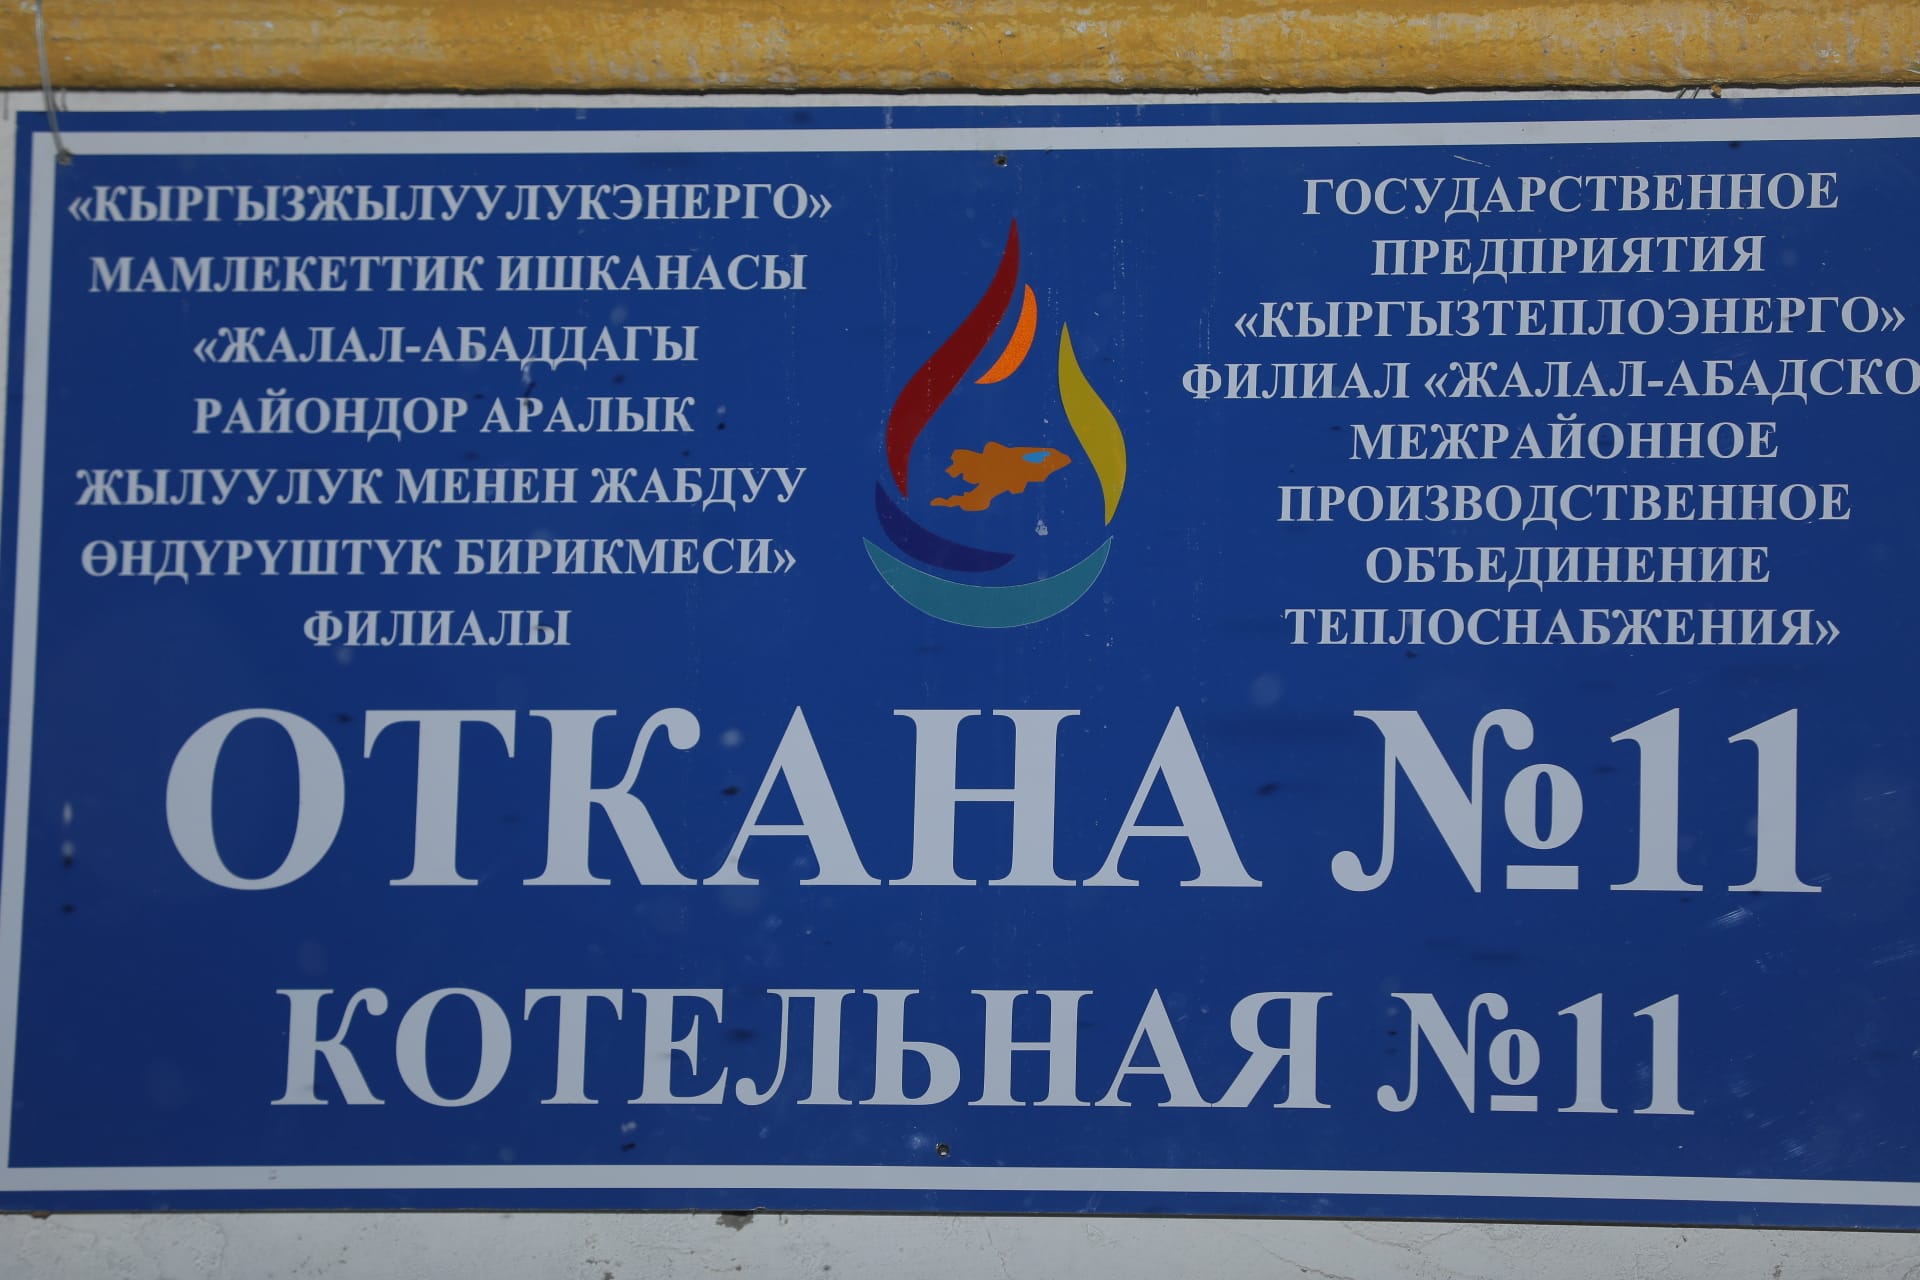 «КЫРГЫЗЖЫЛУУЛУКЭНЕРГО»
МАМЛЕКЕТТИК ИШКАНАСЫ
«ЖАЛАЛ-АБАДДАГЫ
РАЙОНДОР АРАЛЫК
ЖЫЛУУЛУК МЕНЕН ЖАБДУУ
ӨНДҮРҮШТҮК БИРИКМЕСИ»
ФИЛИАЛЫ
ГОСУДАРСТВЕННОЕ
ПРЕДПРИЯТИЯ
«КЫРГЫЗТЕПЛОЭНЕРГО»
ФИЛИАЛ «ЖАЛАЛ-АБАДСКО
МЕЖРАЙОННОЕ
ПРОИЗВОДСТВЕННОЕ
ОБЪЕДИНЕНИЕ
ТЕПЛОСНАБЖЕНИЯ»
ОТКАНА №11
КОТЕЛЬНАЯ №11